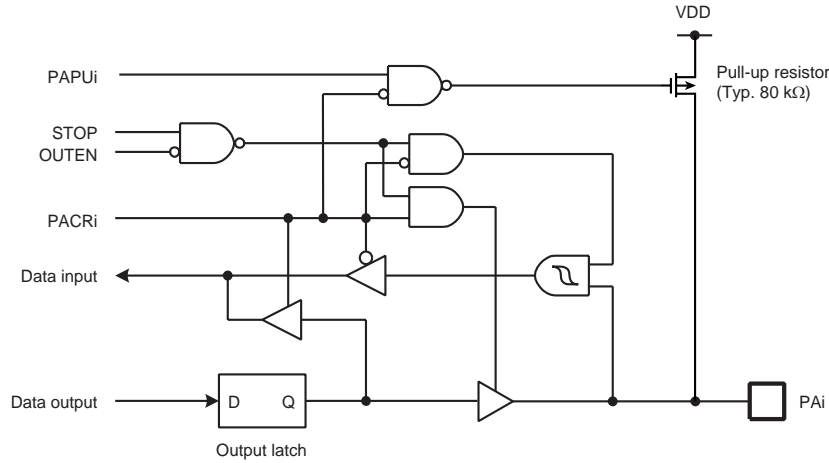 VDD
PAPUi
Pull-up resistor
(Typ. 80 kΩ)
STOP
OUTEN
PACRi
Data input
Data output
D Q
PAi
Output latch